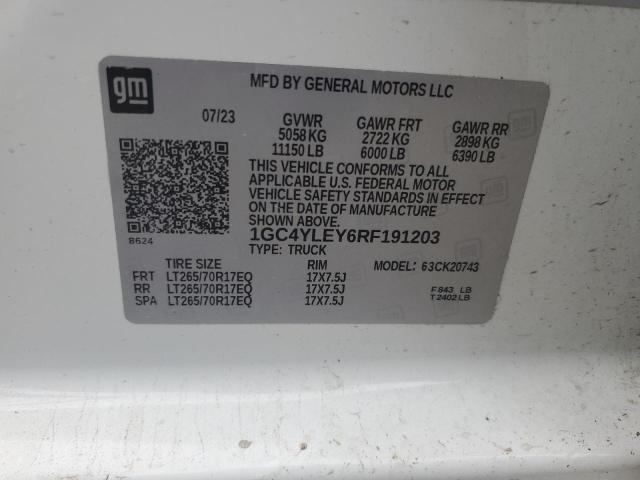 gm
MFD BY GENERAL MOTORS LLC
07/23 GVWR GAWR FRT GAWR RR
5058 KG 2722 KG 2898 KG
11150 LB 6000 LB 6390 LB
THIS VEHICLE CONFORMS TO ALL
APPLICABLE U.S. FEDERAL MOTOR
VEHICLE SAFETY STANDARDS IN EFFECT
ON THE DATE OF MANUFACTURE
SHOWN ABOVE.
B624
1GC4YLEY6RF191203
TYPE: TRUCK
TIRE SIZE RIM MODEL: 63CK20743
FRT LT265/70R17EQ 17X7.5J
RR LT265/70R17EQ 17X7.5J F 843 LB
SPA LT265/70R17EQ 17X7.5J T 2402 LB